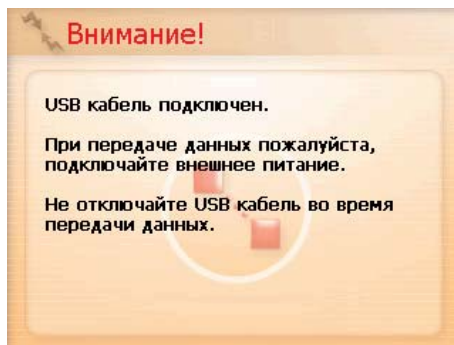 Внимание!
USB кабель подключен.
При передаче данных пожалуйста,
подключайте внешнее питание.
Не отключайте USB кабель во время
передачи данных.